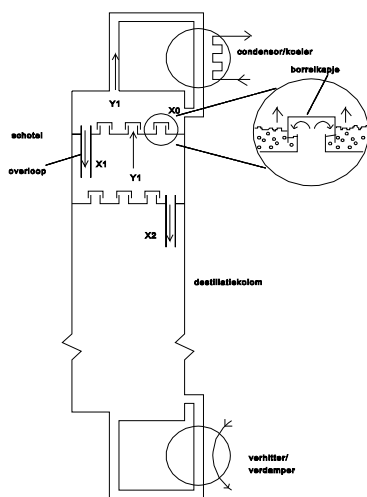 condensor/koeler
borrelkapje
Y1
X0
schotel
overloop
X1
Y1
X2
destillatiekolom
verhitter/
verdamper